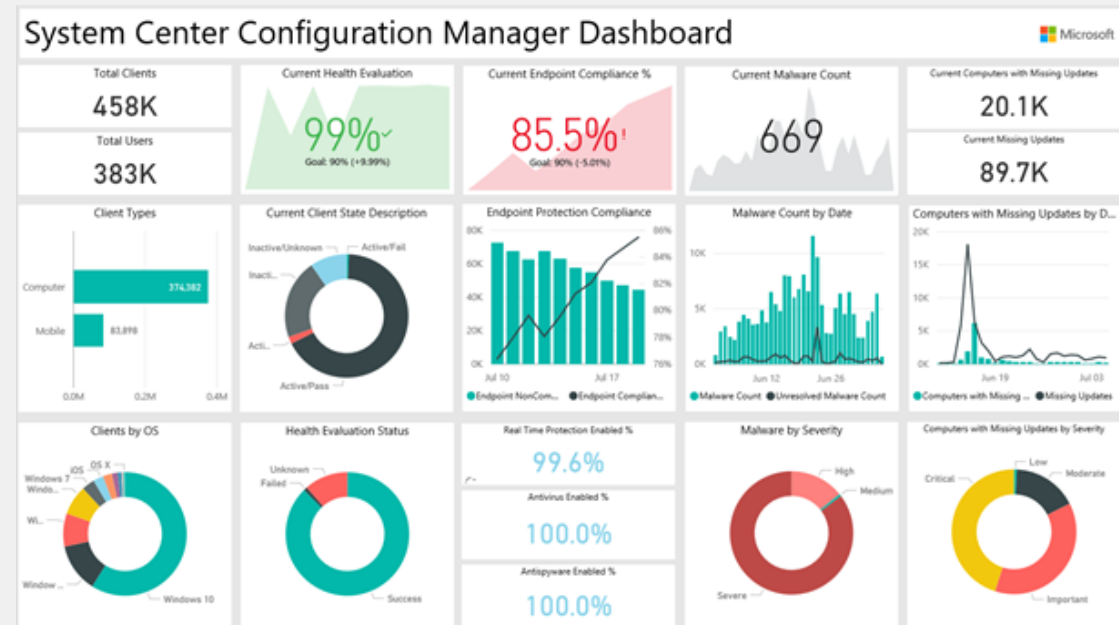 System Center Configuration Manager Dashboard
Microsoft
Total Clients
458K
Total Users
383K
Current Health Evaluation
99%
Goal: 90% (+9.99%)
Current Endpoint Compliance %
85.5%!
Goal: 90% (-5.01%)
Current Malware Count
669
Current Computers with Missing Updates
20.1K
Current Missing Updates
89.7K
Client Types
Computer
374,382
Mobile
83,898
0.0M 0.2M 0.4M
Current Client State Description
Inactive/Unknown
Active/Fail
Inacti...
Acti...
Active/Pass
Endpoint Protection Compliance
80K
60K
40K
20K
0K
86%
84%
82%
80%
78%
76%
Jul 10 Jul 17
Endpoint NonCom... Endpoint Complian...
Malware Count by Date
10K
5K
0K
Jun 12 Jun 26
Malware Count Unresolved Malware Count
Computers with Missing Updates by D...
20K
15K
10K
5K
0K
Jun 19 Jul 03
Computers with Missing ... Missing Updates
Clients by OS
iOS
OS X
Windows 7
Windo...
Wi...
Window ...
Windows 10
Health Evaluation Status
Unknown
Failed
Success
Real Time Protection Enabled %
99.6%
Antivirus Enabled %
100.0%
Antispyware Enabled %
100.0%
Malware by Severity
High
Medium
Severe
Computers with Missing Updates by Severity
Low
Critical
Moderate
Important